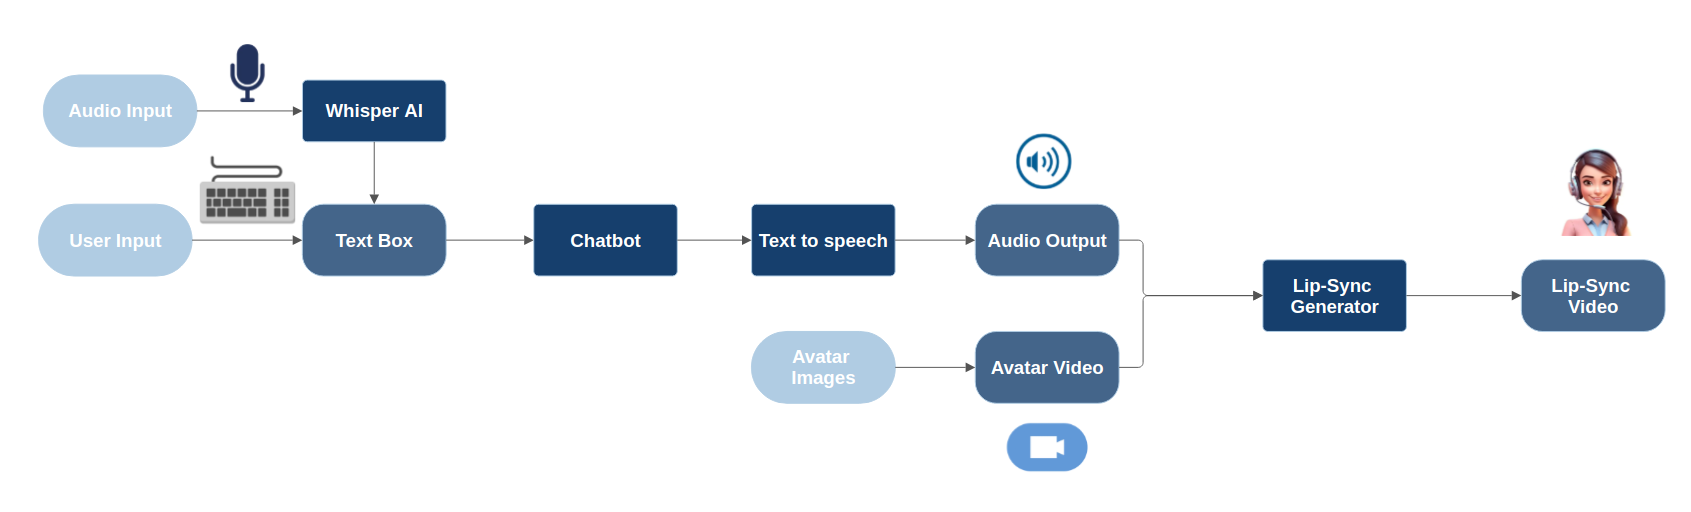 Audio Input
Whisper AI
User Input
Text Box
Chatbot
Text to speech
Audio Output
Lip-Sync
Generator
Lip-Sync
Video
Avatar
Images
Avatar Video